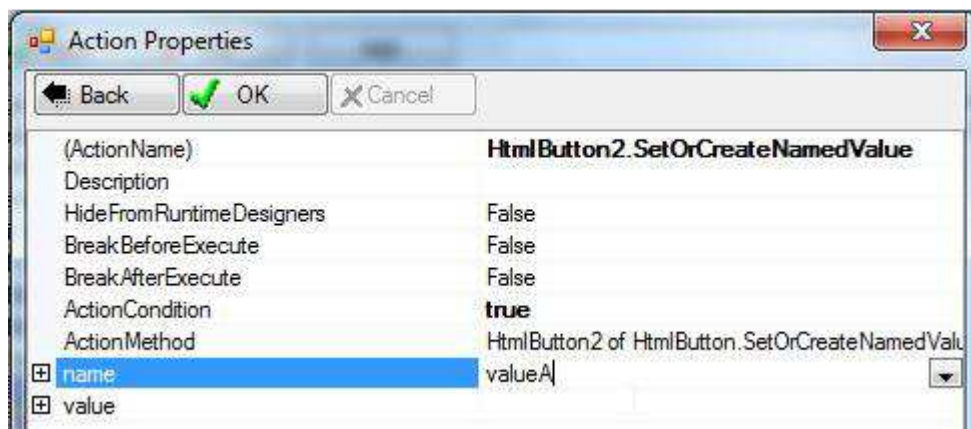 Action Properties
Back OK Cancel
(ActionName) HtmlButton2.SetOrCreateNamedValue
Description
HideFromRuntimeDesigners False
BreakBeforeExecute False
BreakAfterExecute False
ActionCondition true
ActionMethod HtmlButton2 of HtmlButton.SetOrCreateNamedValu
name valueA
value